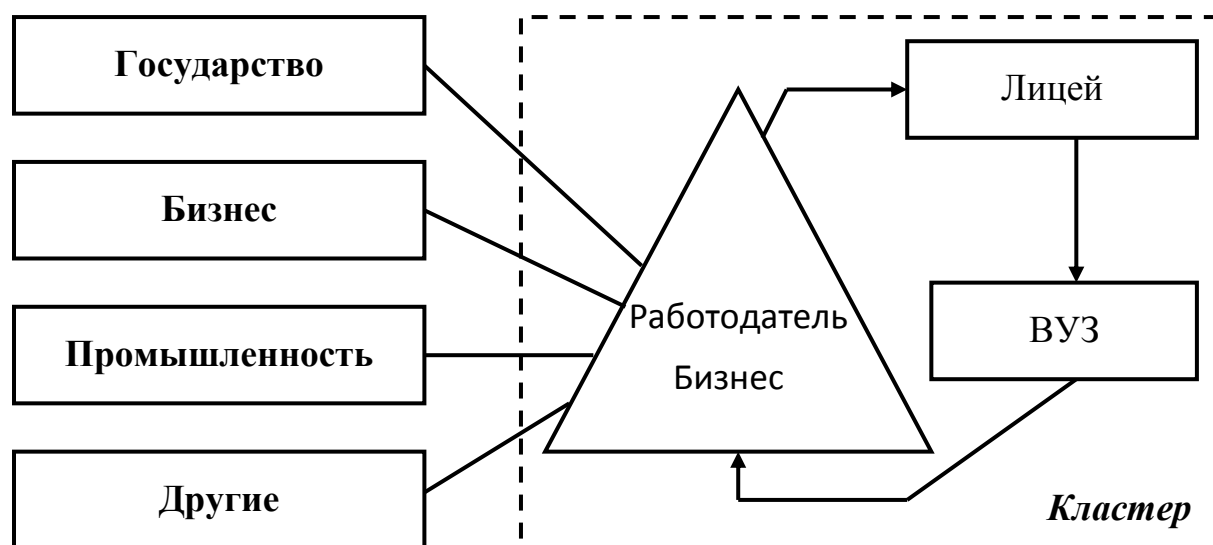 Государство
Бизнес
Промышленность
Другие
Работодатель
Бизнес
Лицей
ВУЗ
Кластер